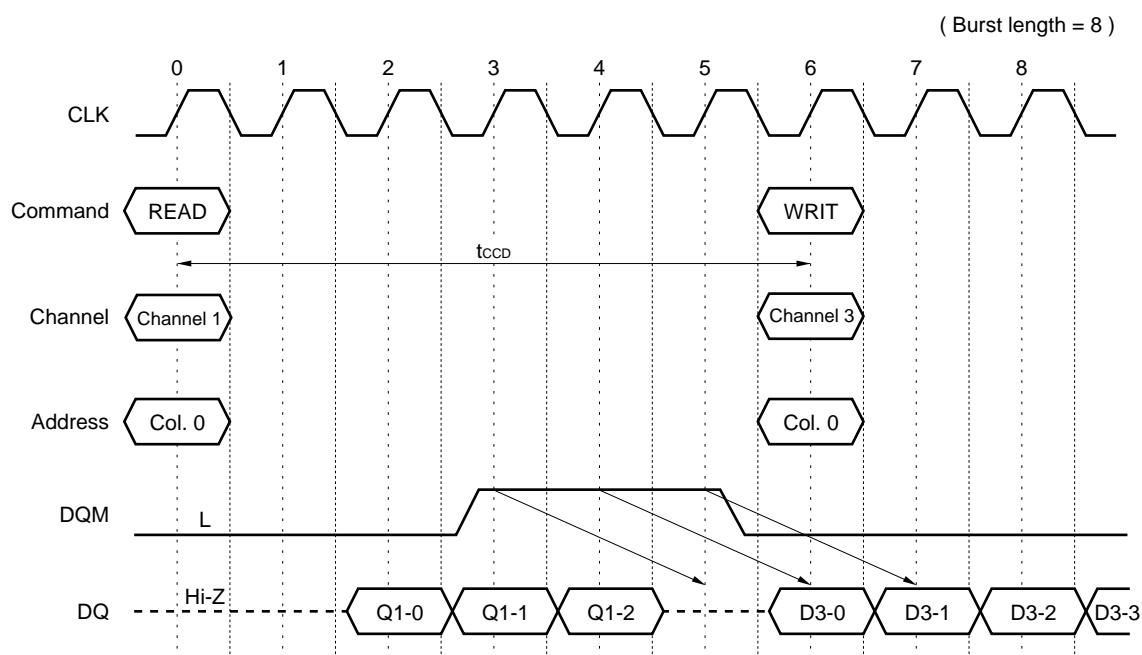 ( Burst length = 8 )
0 1 2 3 4 5 6 7 8
CLK
Command READ WRIT
tCCD
Channel Channel 1 Channel 3
Address Col. 0 Col. 0
DQM L
Hi-Z
DQ Q1-0 Q1-1 Q1-2 D3-0 D3-1 D3-2 D3-3